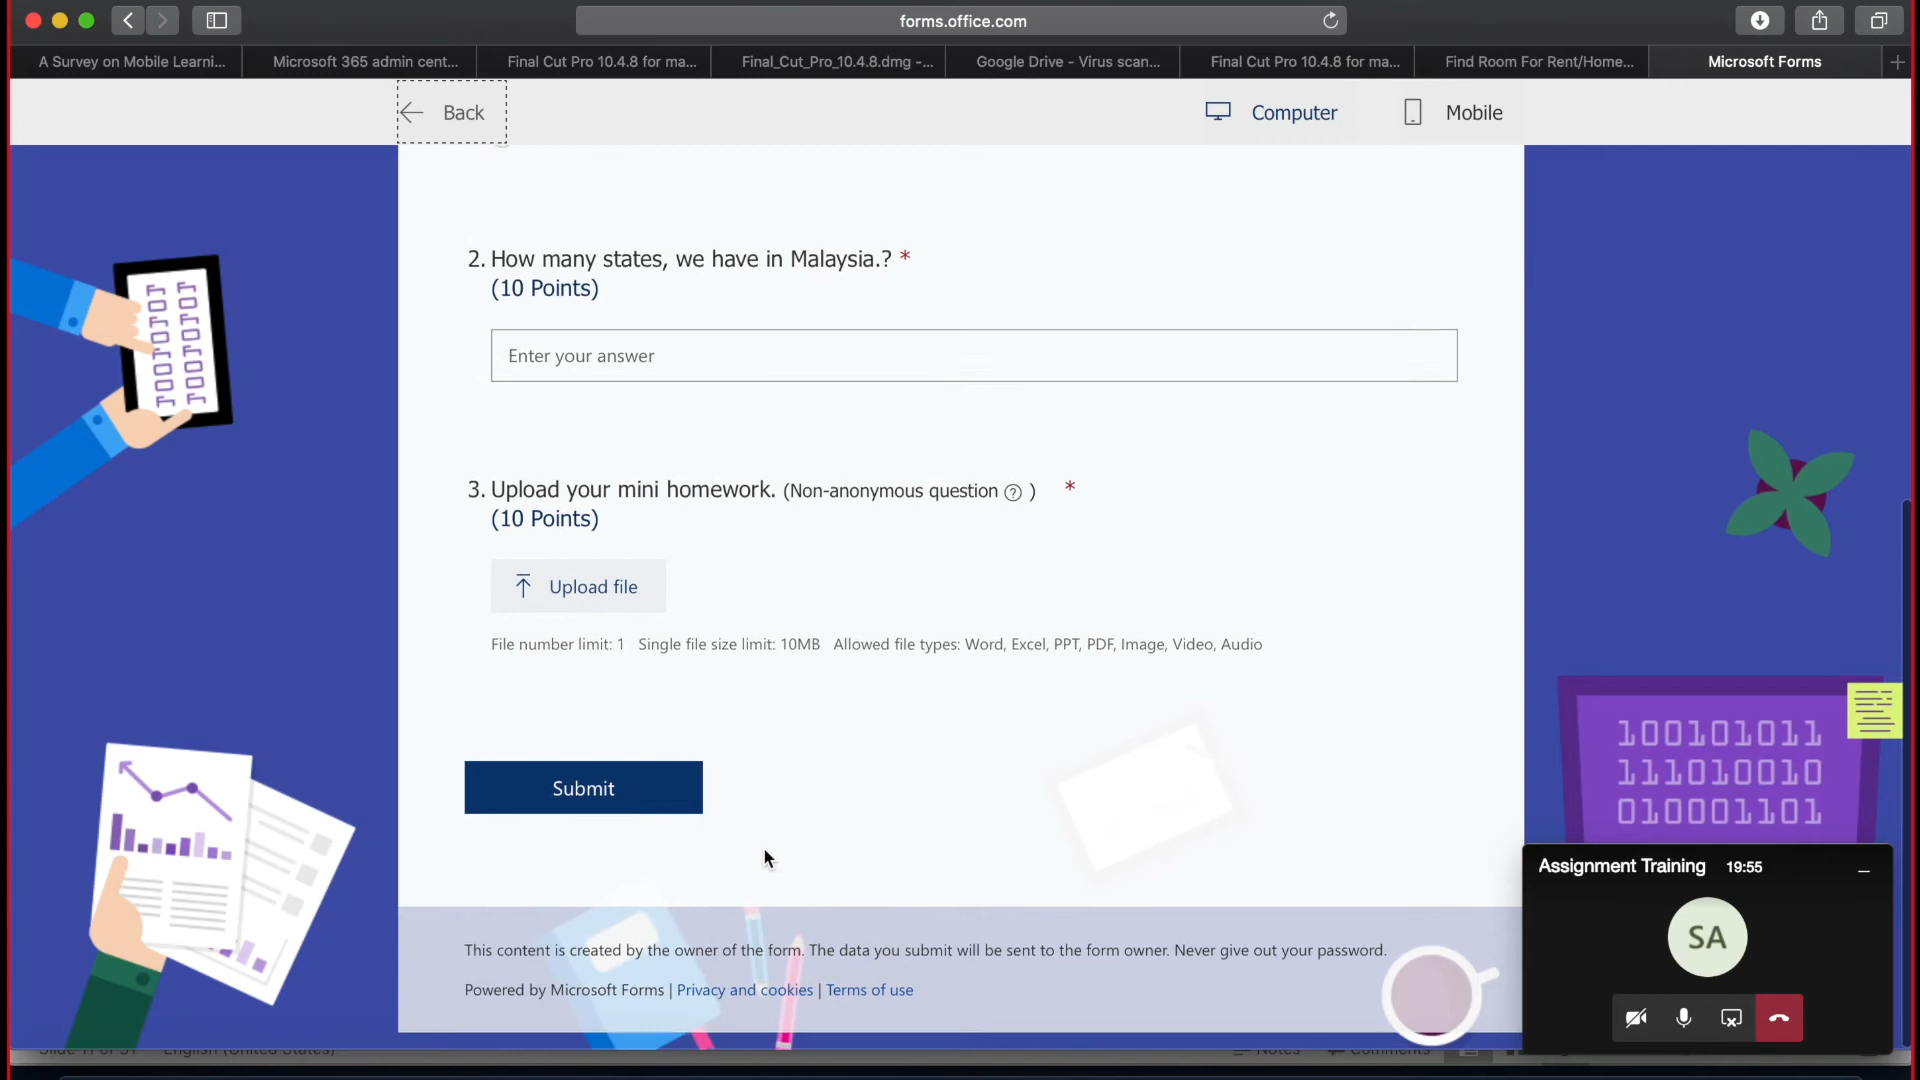 forms.office.com
A Survey on Mobile Learni...
Microsoft 365 admin cent...
Final Cut Pro 10.4.8 for ma...
Final_Cut_Pro_10.4.8.dmg -...
Google Drive - Virus scan...
Final Cut Pro 10.4.8 for ma...
Find Room For Rent/Home...
Microsoft Forms
Back
Computer
Mobile
2. How many states, we have in Malaysia.? *
(10 Points)
Enter your answer
3. Upload your mini homework. (Non-anonymous question ? ) *
(10 Points)
Upload file
File number limit: 1 Single file size limit: 10MB Allowed file types: Word, Excel, PPT, PDF, Image, Video, Audio
100101011
111010010
010001101
Submit
Assignment Training 19:55
SA
This content is created by the owner of the form. The data you submit will be sent to the form owner. Never give out your password.
Powered by Microsoft Forms | Privacy and cookies | Terms of use
English (United States)
Notes
Comments